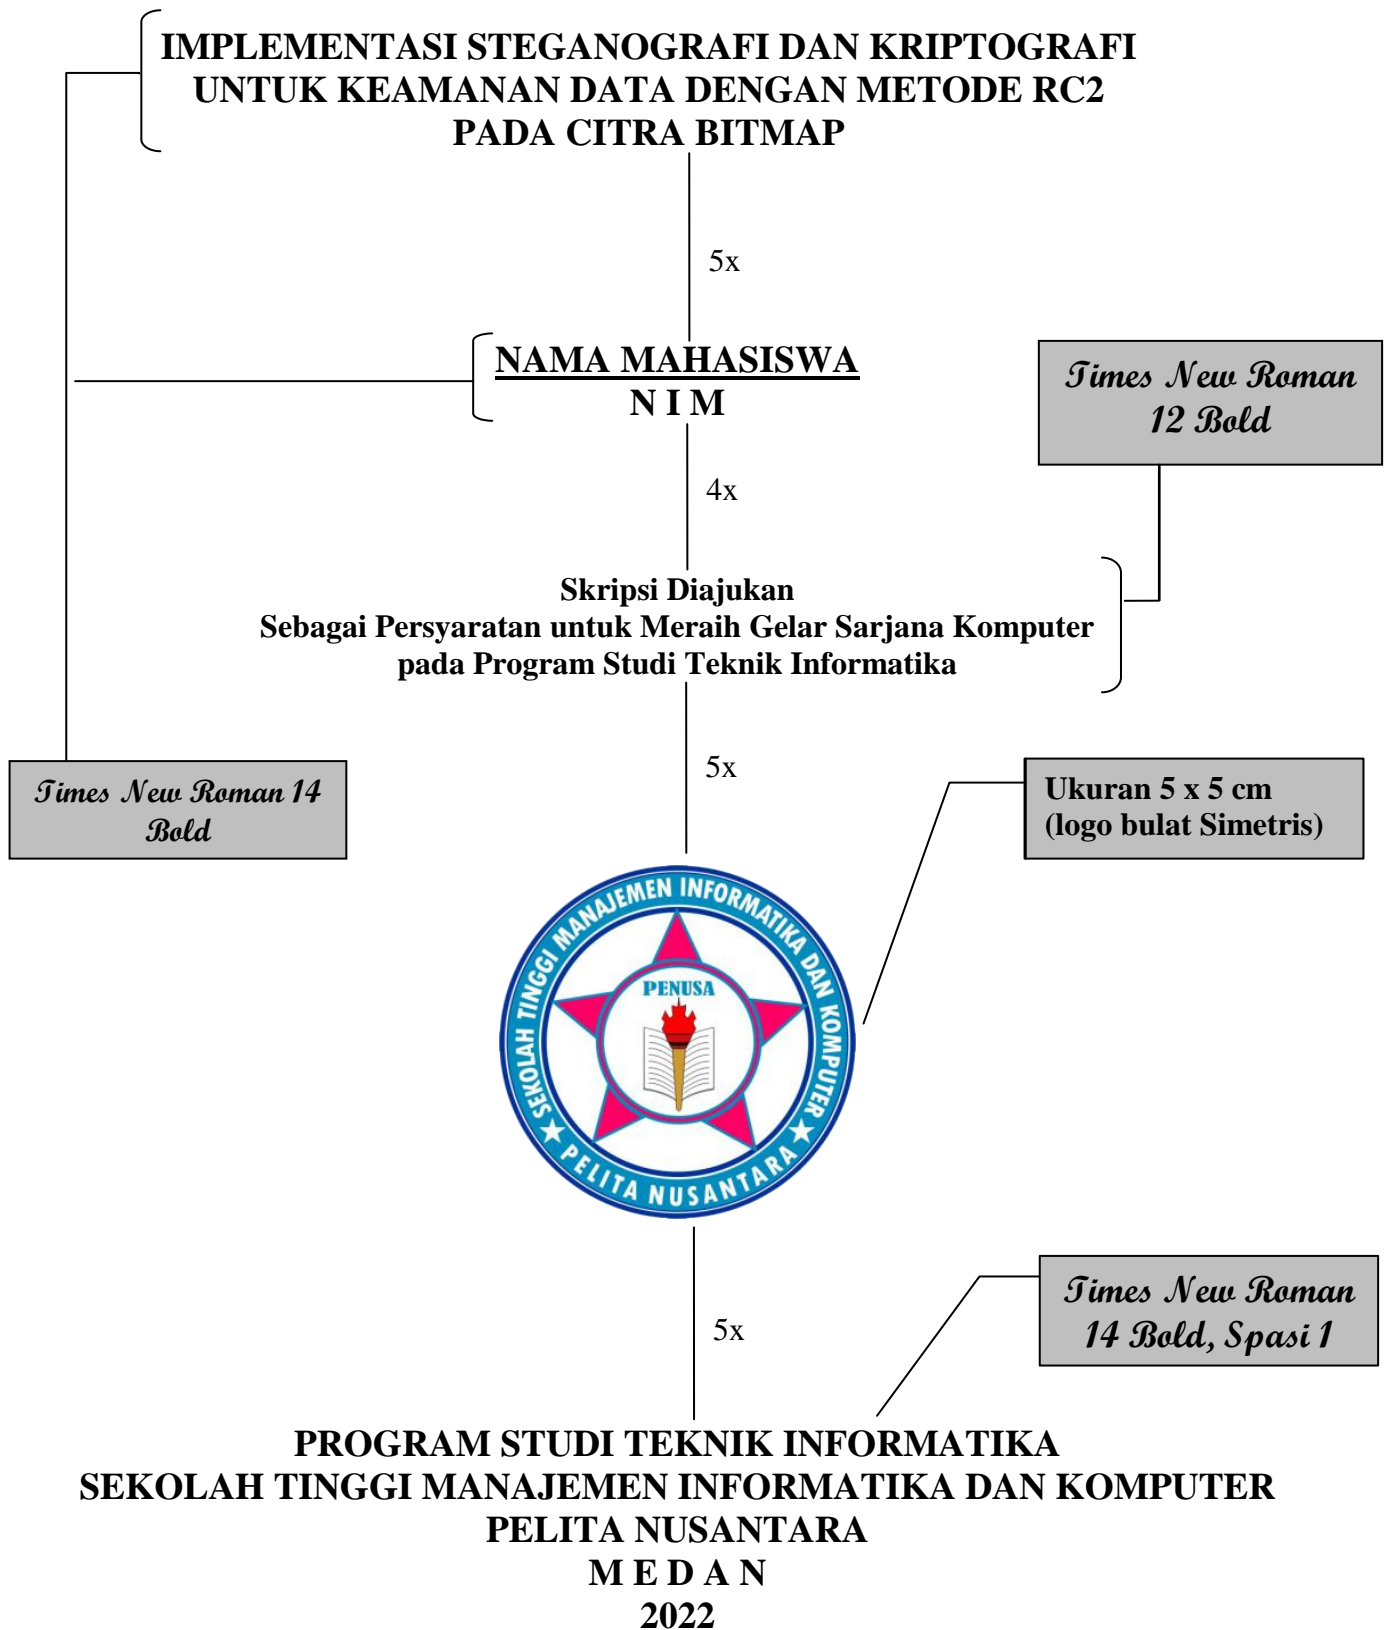 IMPLEMENTASI STEGANOGRAFI DAN KRIPTOGRAFI
UNTUK KEAMANAN DATA DENGAN METODE RC2
PADA CITRA BITMAP
5x
NAMA MAHASISWA
N I M
Times New Roman
12 Bold
4x
Skripsi Diajukan
Sebagai Persyaratan untuk Meraih Gelar Sarjana Komputer
pada Program Studi Teknik Informatika
5x
Times New Roman 14
Bold
Ukuran 5 x 5 cm
(logo bulat Simetris)
SEKOLAH TINGGI MANAJEMEN INFORMATIKA DAN KOMPUTER
PENUSA
PELITA NUSANTARA
5x
Times New Roman
14 Bold, Spasi 1
PROGRAM STUDI TEKNIK INFORMATIKA
SEKOLAH TINGGI MANAJEMEN INFORMATIKA DAN KOMPUTER
PELITA NUSANTARA
M E D A N
2022